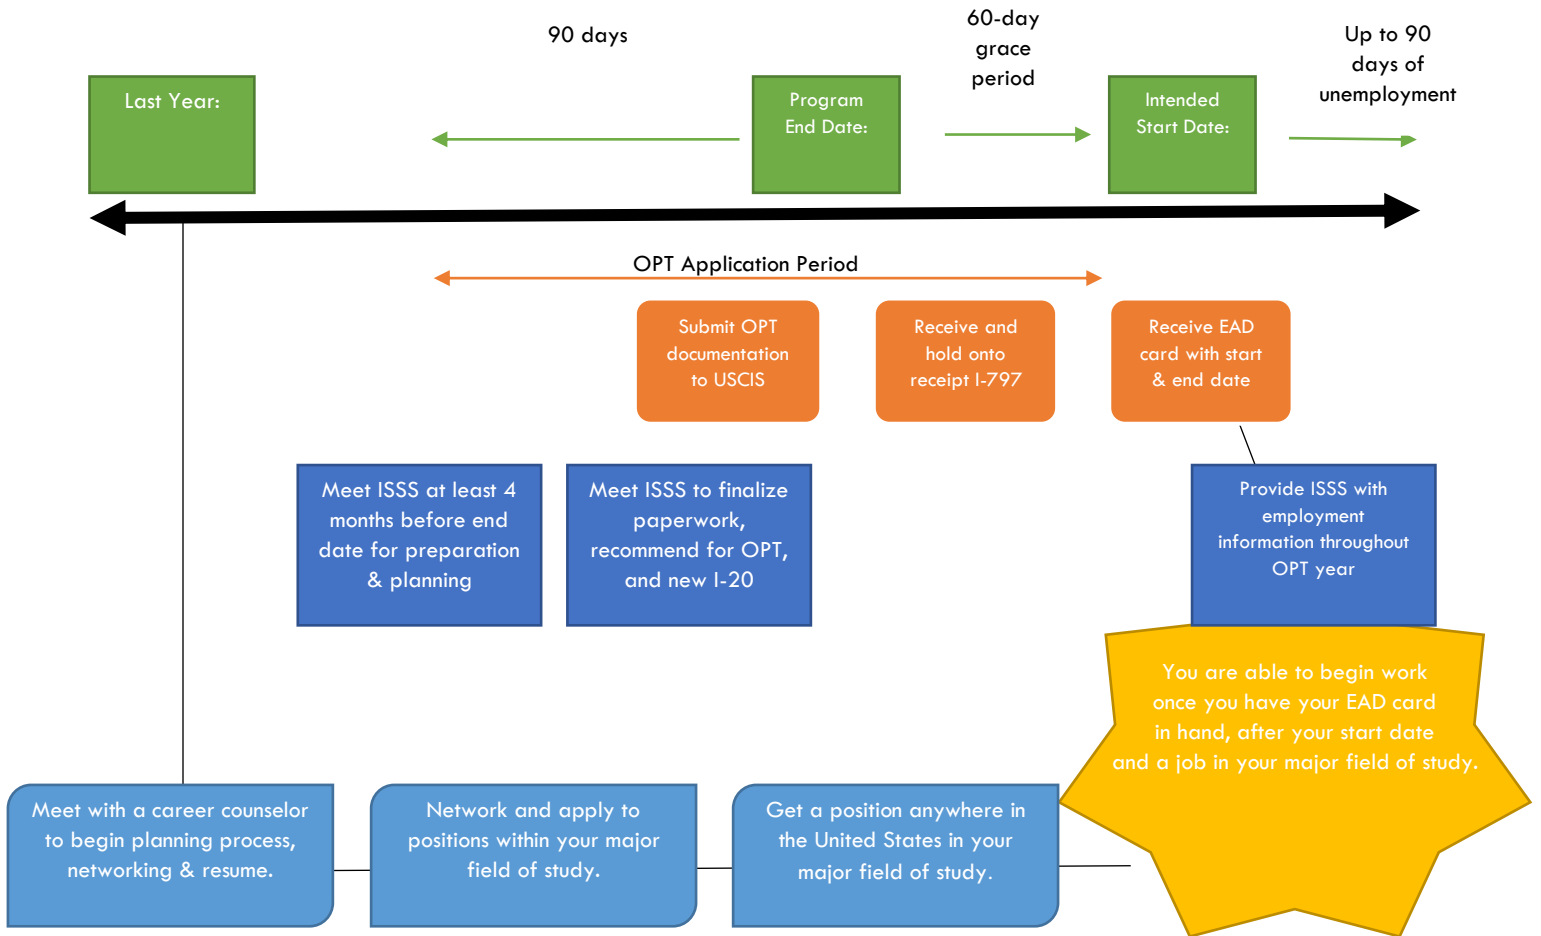 90 days
60-day
grace
period
Up to 90
days of
unemployment
Last Year:
Program
End Date:
Intended
Start Date:
OPT Application Period
Submit OPT
documentation
to USCIS
Receive and
hold onto
receipt I-797
Receive EAD
card with start
& end date
Meet ISSS at least 4
months before end
date for preparation
& planning
Meet ISSS to finalize
paperwork,
recommend for OPT,
and new I-20
Provide ISSS with
employment
information throughout
OPT year
You are able to begin work
once you have your EAD card
in hand, after your start date
and a job in your major field of study.
Meet with a career counselor
to begin planning process,
networking & resume.
Network and apply to
positions within your major
field of study.
Get a position anywhere in
the United States in your
major field of study.